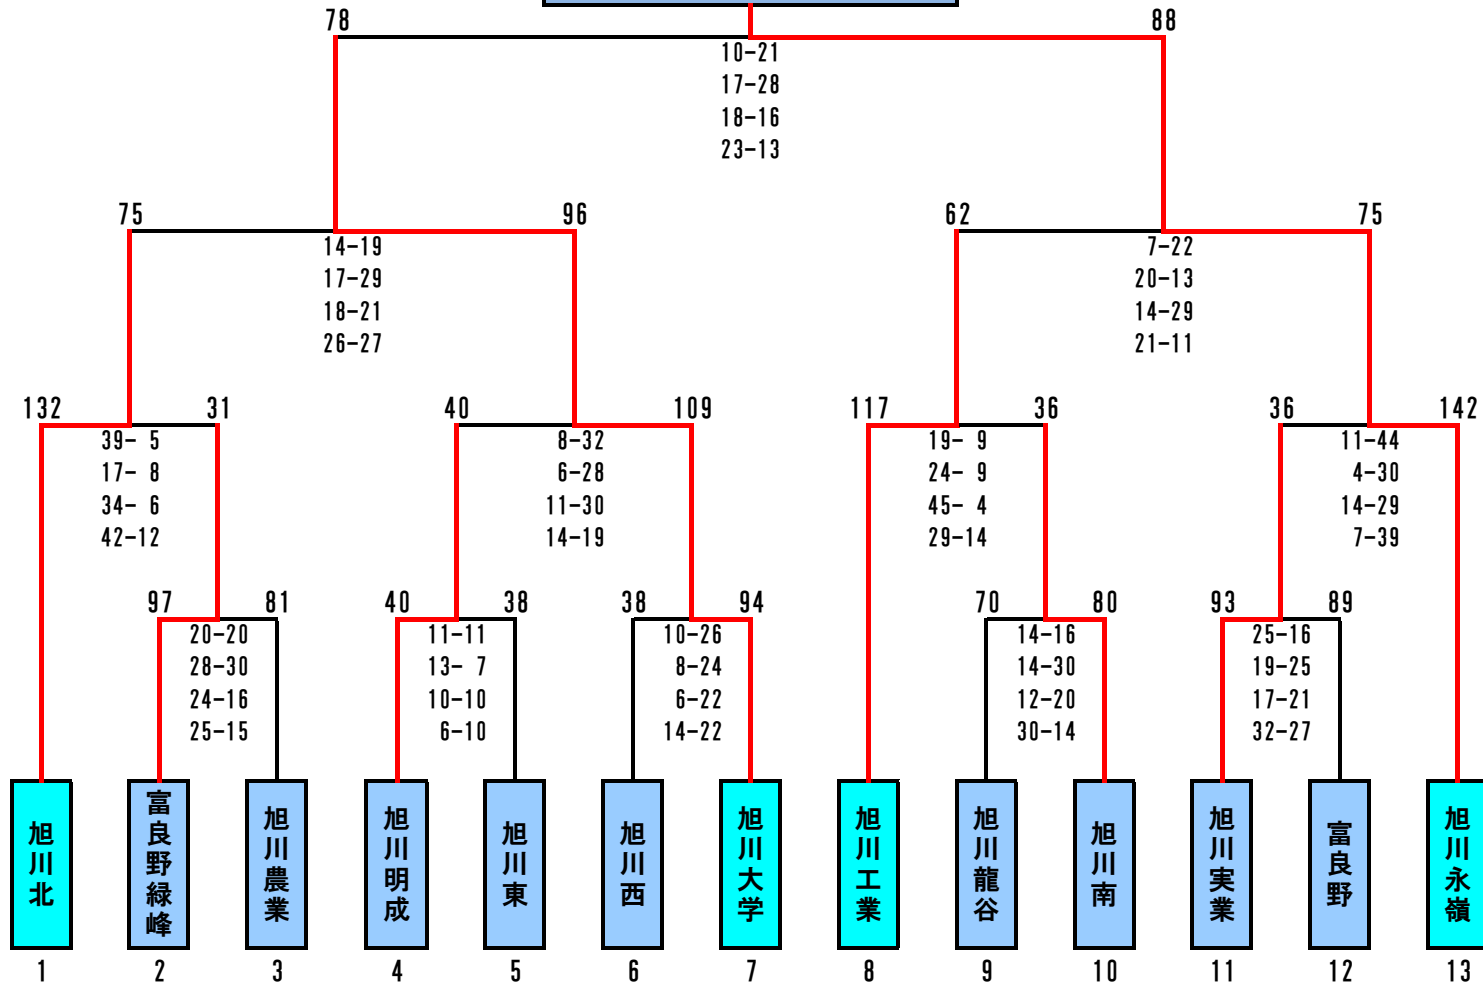 78 88
10-21
17-28
18-16
23-13
75 96 62 75
14-19 7-22
17-29 20-13
18-21 14-29
26-27 21-11
132 31 40 109 117 36 36 142
39- 5 8-32 19- 9 11-44
17- 8 6-28 24- 9 4-30
34- 6 11-30 45- 4 14-29
42-12 14-19 29-14 7-39
97 81 40 38 38 94 70 80 93 89
20-20 11-11 10-26 14-16 25-16
28-30 13- 7 8-24 14-30 19-25
24-16 10-10 6-22 12-20 17-21
25-15 6-10 14-22 30-14 32-27
旭川北
富良野緑峰
旭川農業
旭川明成
旭川東
旭川西
旭川大学
旭川工業
旭川龍谷
旭川南
旭川実業
富良野
旭川永嶺
1 2 3 4 5 6 7 8 9 10 11 12 13